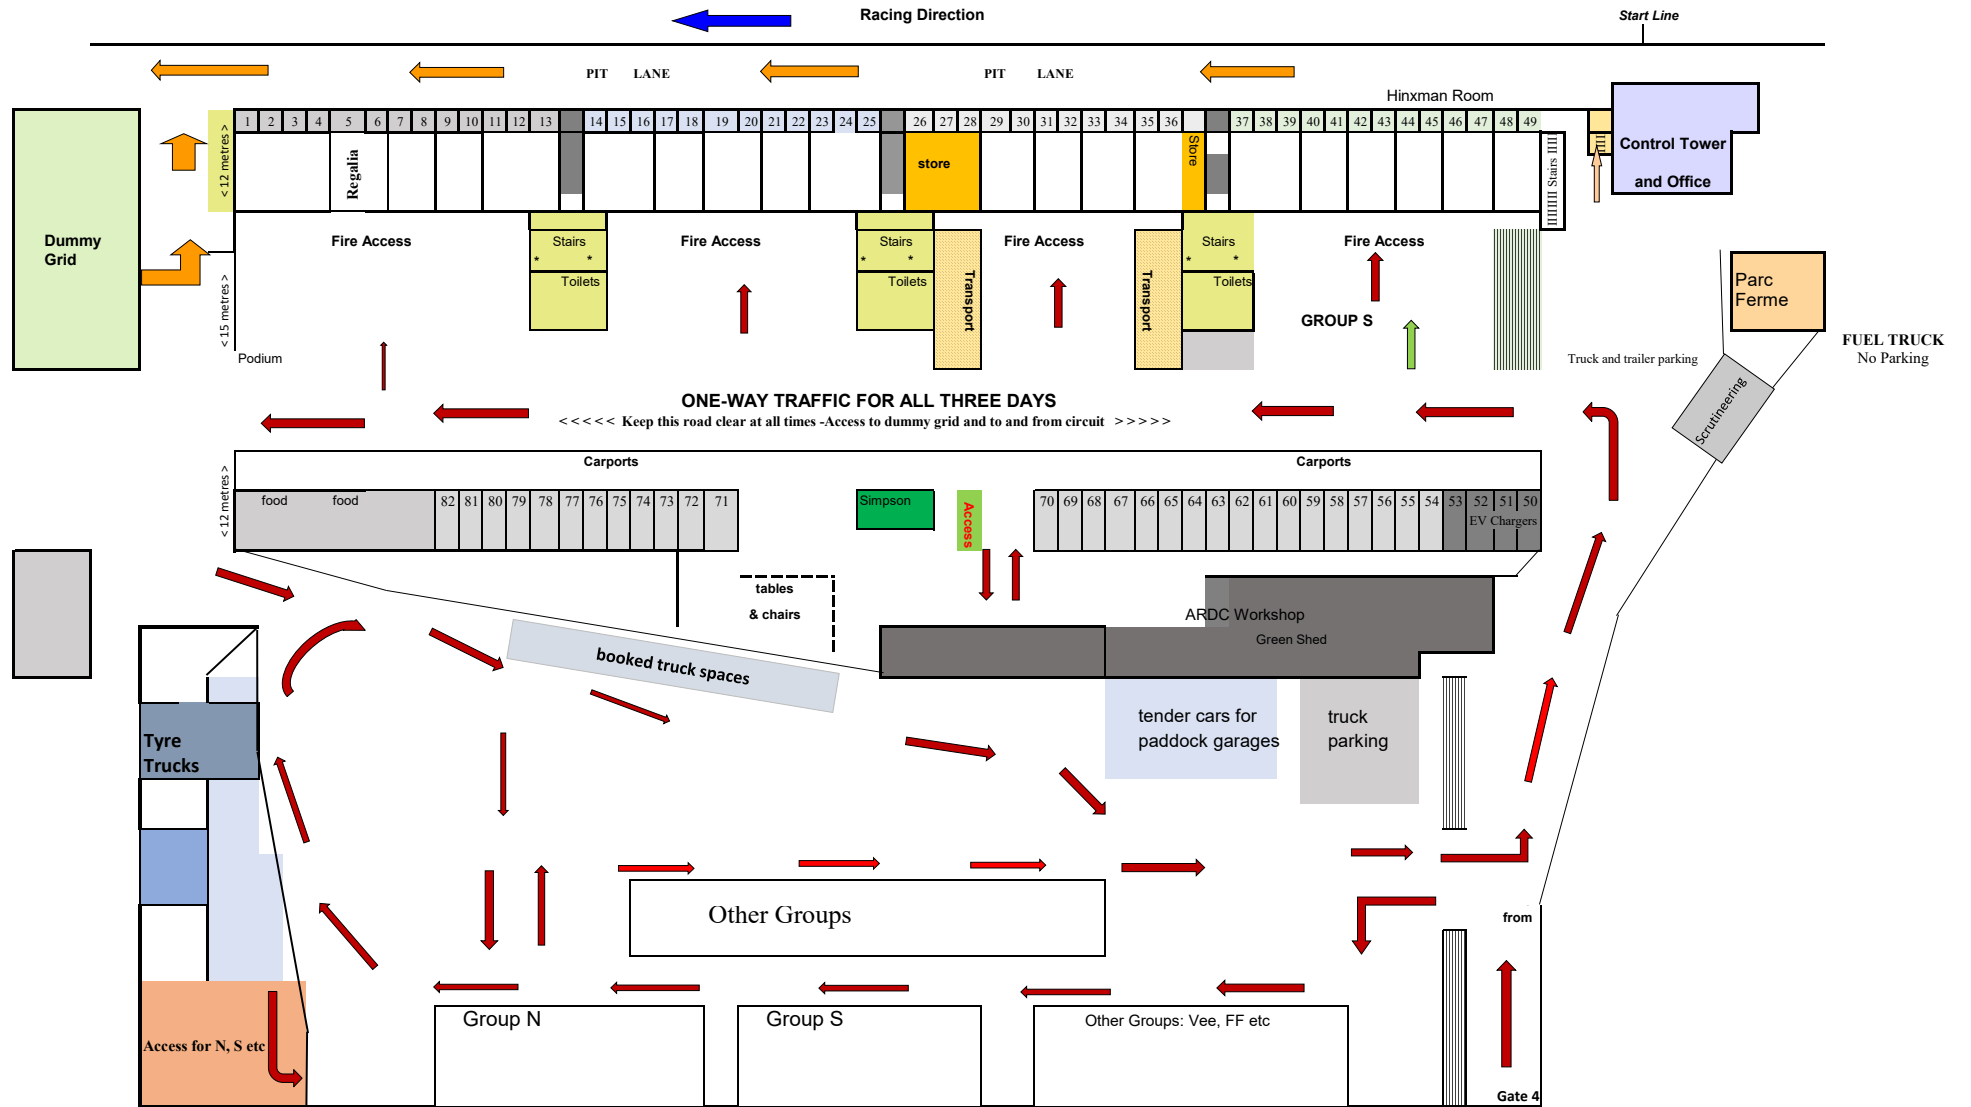 Racing Direction
Start Line
PIT LANE
PIT LANE
Hinxman Room
1 2 3 4 5 6 7 8 9 10 11 12 13 14 15 16 17 18 19 20 21 22 23 24 25 26 27 28 29 30 31 32 33 34 35 36 37 38 39 40 41 42 43 44 45 46 47 48 49
< 12 metres >
Regalia
store
Store
IIIIIIII Stairs IIII
IIII
Control Tower
and Office
Dummy
Grid
Fire Access
Stairs
* *
Toilets
Fire Access
Stairs
* *
Toilets
Transport
Fire Access
Transport
Stairs
* *
Toilets
Fire Access
GROUP S
< 15 metres >
Podium
Parc
Ferme
FUEL TRUCK
No Parking
Truck and trailer parking
Scrutineering
ONE-WAY TRAFFIC FOR ALL THREE DAYS
< < < < < Keep this road clear at all times -Access to dummy grid and to and from circuit > > > > >
Carports
Carports
< 12 metres >
food food
82 81 80 79 78 77 76 75 74 73 72 71
Simpson
Access
70 69 68 67 66 65 64 63 62 61 60 59 58 57 56 55 54 53 52 51 50
EV Chargers
tables
& chairs
ARDC Workshop
Green Shed
booked truck spaces
tender cars for
paddock garages
truck
parking
Tyre
Trucks
Other Groups
from
Group N
Group S
Other Groups: Vee, FF etc
Access for N, S etc
Gate 4